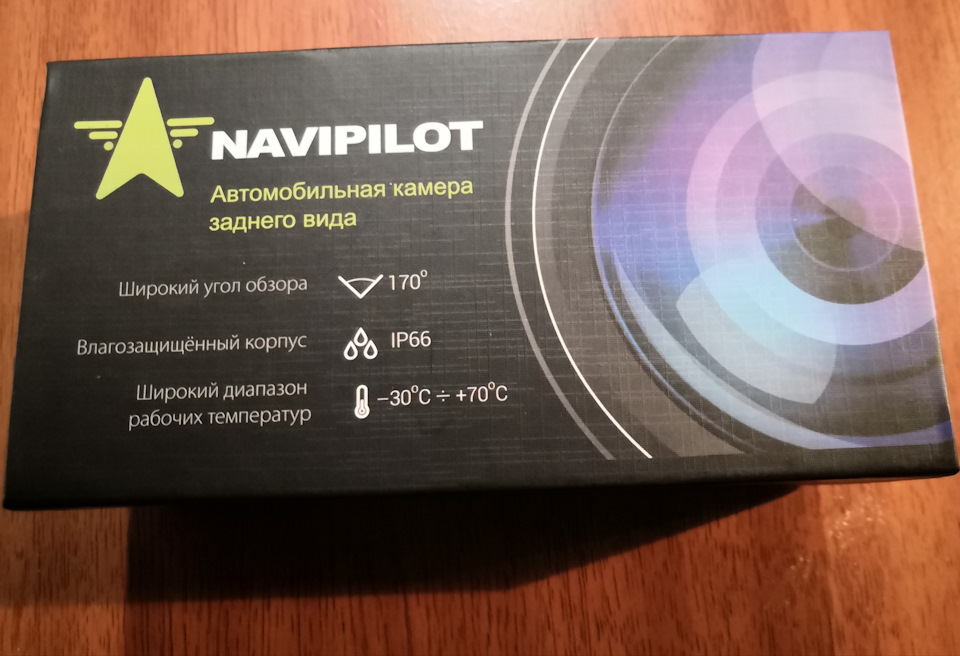 NAVIPILOT
Автомобильная камера
заднего вида
Широкий угол обзора 170°
Влагозащищённый корпус IP66
Широкий диапазон
рабочих температур −30°C ÷ +70°C